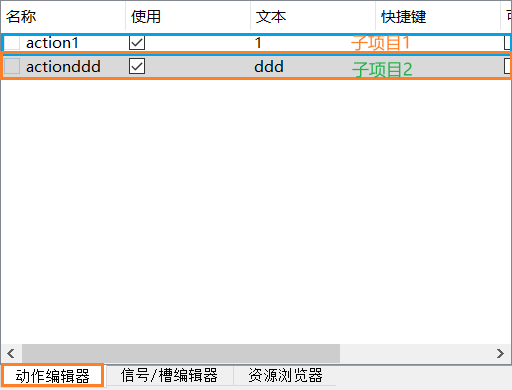 名称 使用 文本 快捷键
action1 1 子项目1
actionddd ddd 子项目2
动作编辑器 信号/槽编辑器 资源浏览器